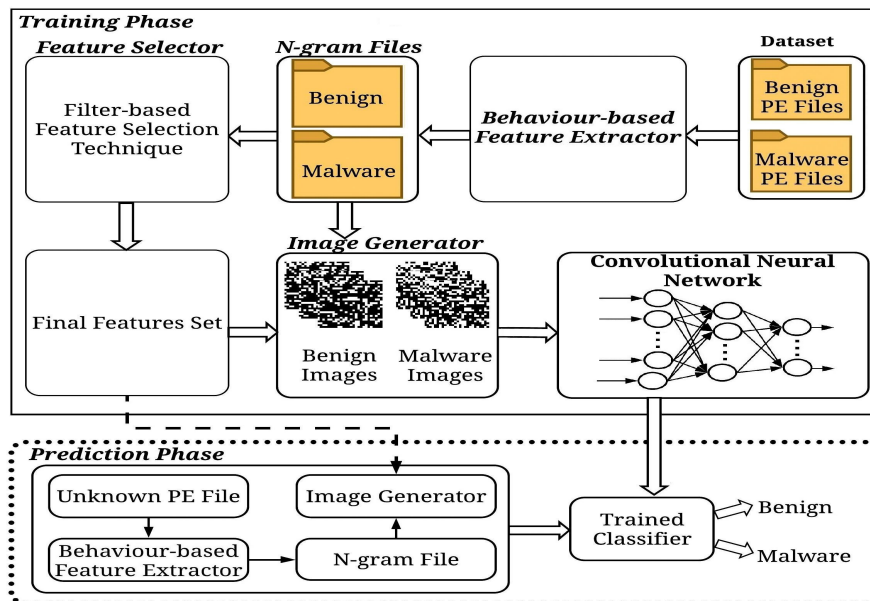 Training Phase
Feature Selector
N-gram Files
Dataset
Filter-based
Feature Selection
Technique
Benign
Malware
Behaviour-based
Feature Extractor
Benign
PE Files
Malware
PE Files
Final Features Set
Image Generator
Benign
Images
Malware
Images
Convolutional Neural
Network
Prediction Phase
Unknown PE File
Image Generator
Behaviour-based
Feature Extractor
N-gram File
Trained
Classifier
Benign
Malware